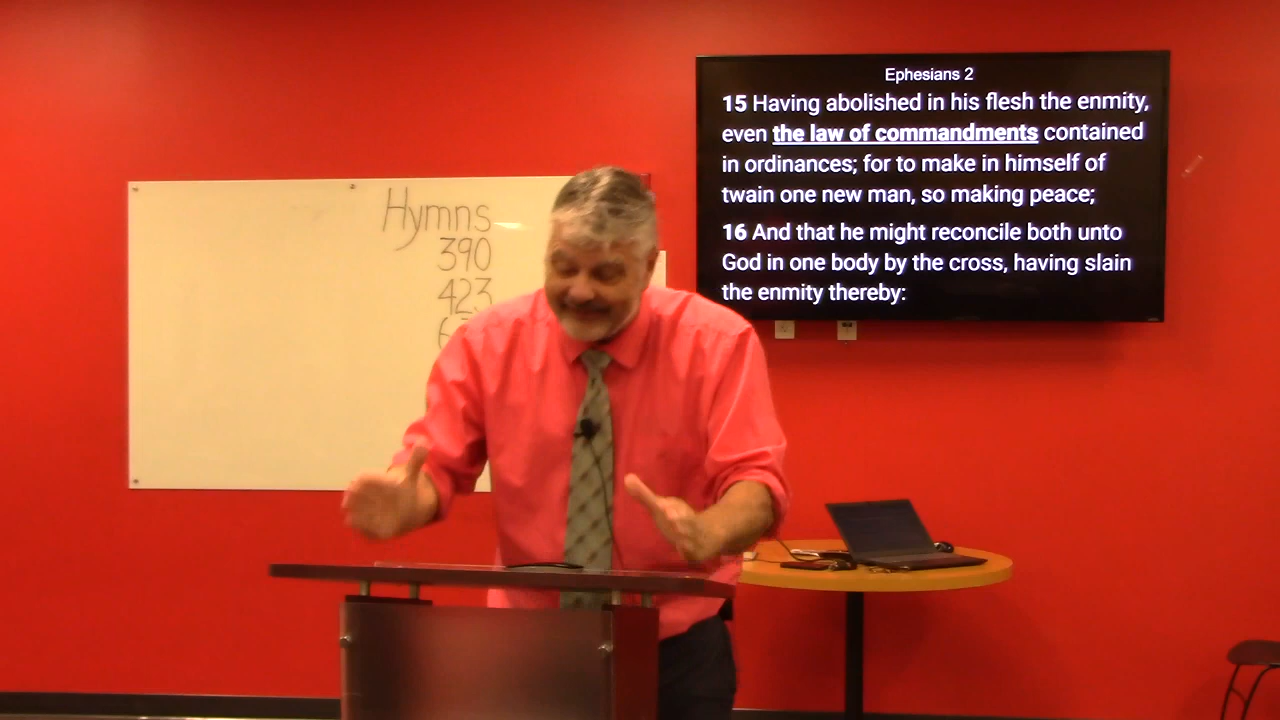 Hymns
390
423
Ephesians 2
15 Having abolished in his flesh the enmity,
even the law of commandments contained
in ordinances; for to make in himself of
twain one new man, so making peace;
16 And that he might reconcile both unto
God in one body by the cross, having slain
the enmity thereby: